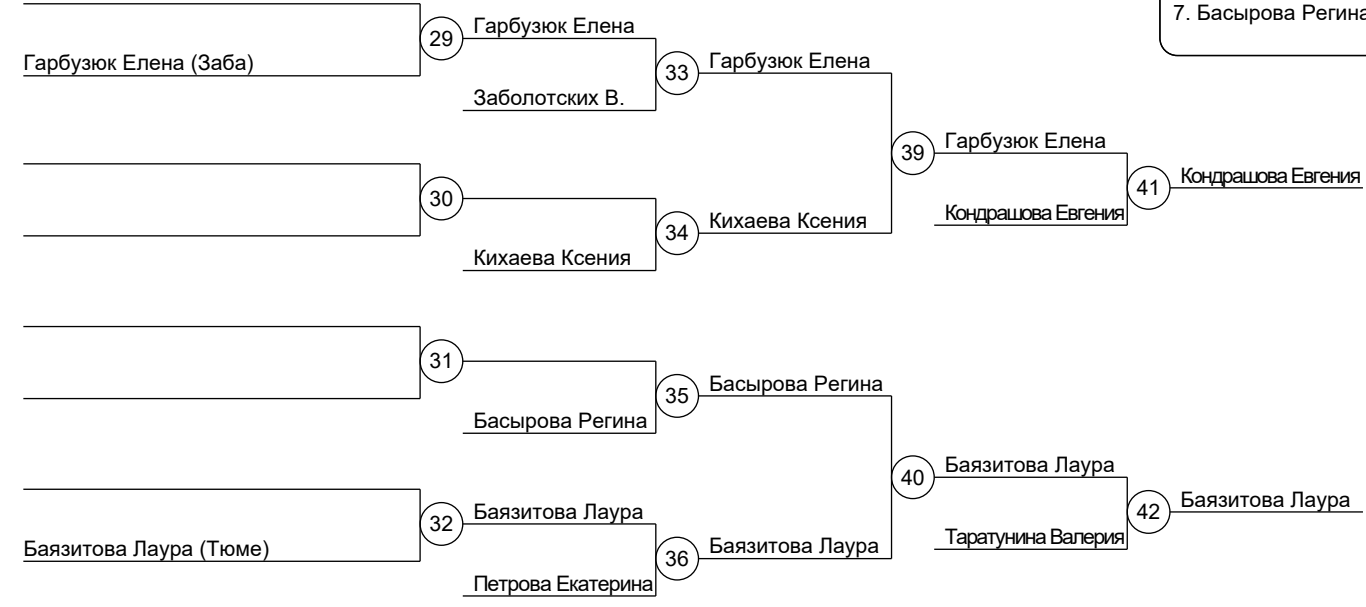 7. Басырова Регина
29
Гарбузюк Елена
Гарбузюк Елена (Заба)
33
Гарбузюк Елена
Заболотских В.
39
Гарбузюк Елена
30
41
Кондрашова Евгения
34
Кихаева Ксения
Кондрашова Евгения
Кихаева Ксения
31
35
Басырова Регина
Басырова Регина
40
Баязитова Лаура
32
Баязитова Лаура
42
Баязитова Лаура
Баязитова Лаура (Тюме)
36
Баязитова Лаура
Таратунина Валерия
Петрова Екатерина